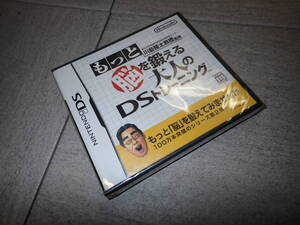 Nintendo
川島隆太教授監修
もっと
脳を鍛える
大人の
DSトレーニング
もっと「脳」を鍛えてみませんか?
NINTENDO DS